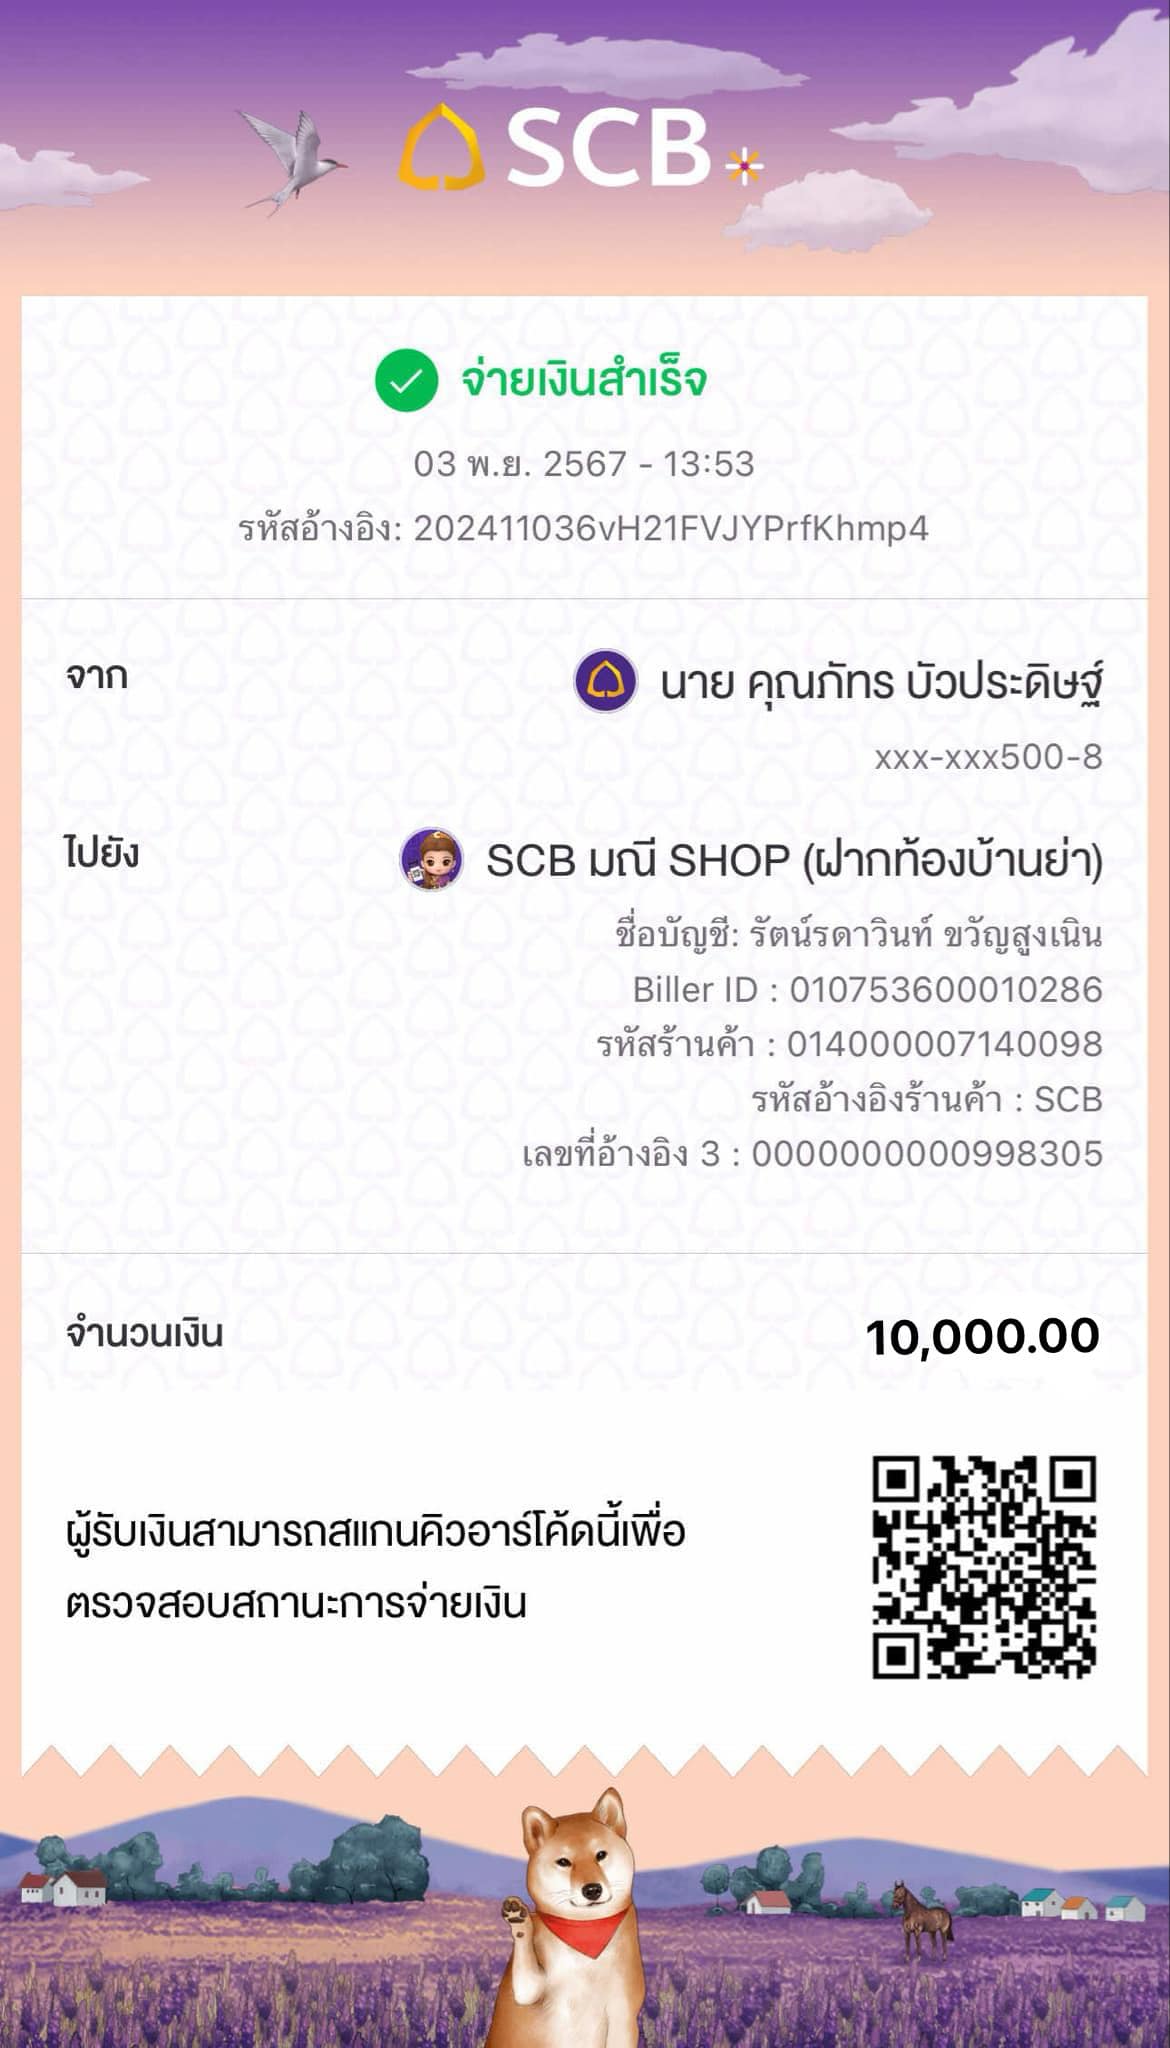 SCB
จ่ายเงินสำเร็จ
03 พ.ย. 2567 - 13:53
รหัสอ้างอิง: 202411036vH21FVJYPrfKhmp4
จาก
นาย คุณภัทร บัวประดิษฐ์
xxx-xxx500-8
ไปยัง
SCB มณี SHOP (ฝากท้องบ้านย่า)
ชื่อบัญชี: รัตน์รดาวินท์ ขวัญสูงเนิน
Biller ID : 010753600010286
รหัสร้านค้า : 014000007140098
รหัสอ้างอิงร้านค้า : SCB
เลขที่อ้างอิง 3 : 0000000000998305
จำนวนเงิน
10,000.00
ผู้รับเงินสามารถสแกนคิวอาร์โค้ดนี้เพื่อ
ตรวจสอบสถานะการจ่ายเงิน